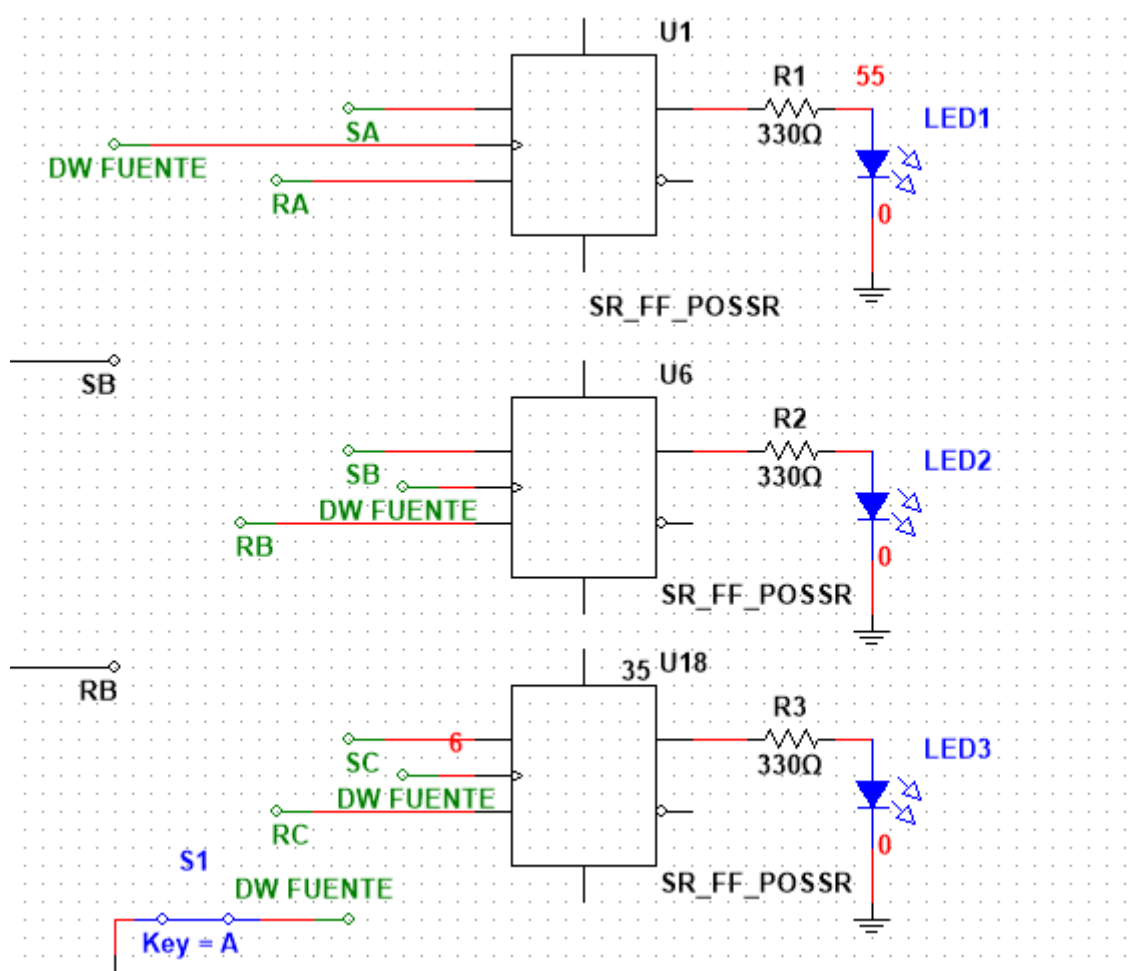 U1
R1
55
SA
330Ω
LED1
DW FUENTE
RA
0
SR_FF_POSSR
SB
U6
R2
SB
330Ω
LED2
DW FUENTE
RB
0
SR_FF_POSSR
RB
35 U18
R3
SC
6
330Ω
LED3
DW FUENTE
RC
0
S1
DW FUENTE
SR_FF_POSSR
Key = A